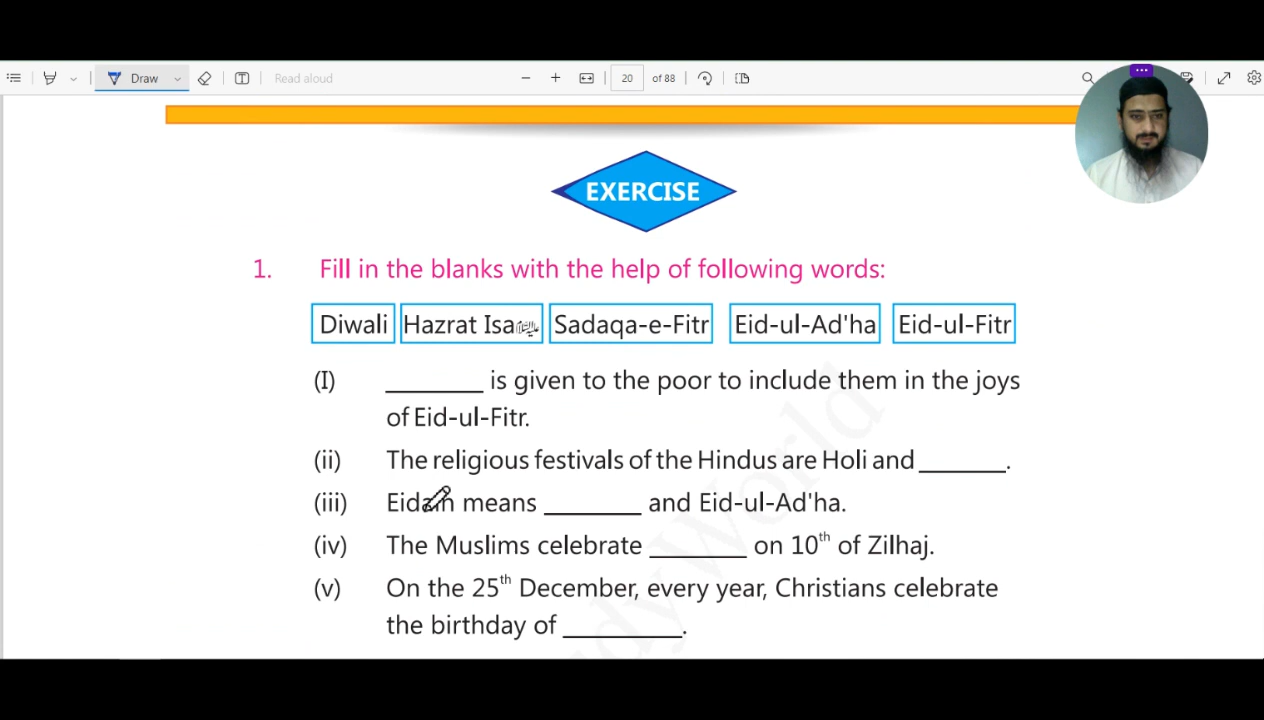 Draw
Read aloud
20 of 88
EXERCISE
1. Fill in the blanks with the help of following words:
Diwali Hazrat Isa Sadaqa-e-Fitr Eid-ul-Ad'ha Eid-ul-Fitr
(I) ________ is given to the poor to include them in the joys
of Eid-ul-Fitr.
(ii) The religious festivals of the Hindus are Holi and _______.
(iii) Eidain means ________ and Eid-ul-Ad'ha.
(iv) The Muslims celebrate ________ on 10th of Zilhaj.
(v) On the 25th December, every year, Christians celebrate
the birthday of __________.